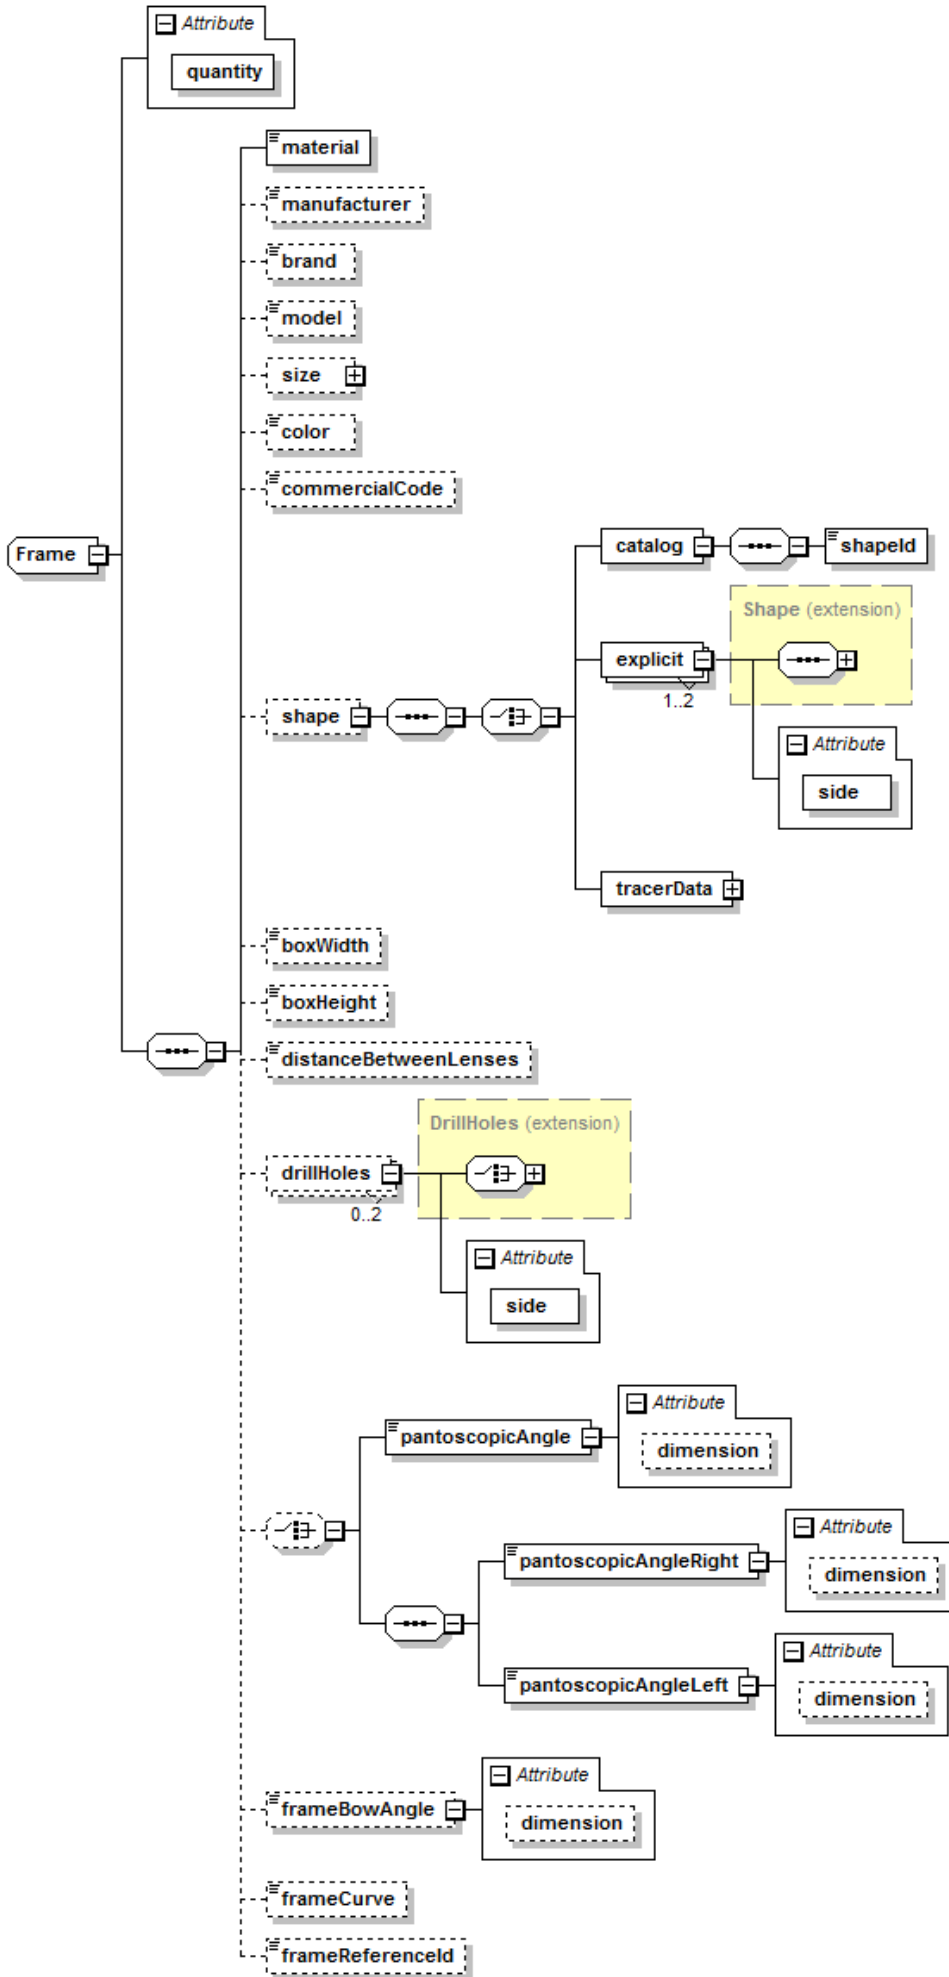 Attribute
quantity
material
manufacturer
brand
model
size
color
commercialCode
Frame
catalog
shapeId
Shape (extension)
explicit
1..2
shape
Attribute
side
tracerData
boxWidth
boxHeight
distanceBetweenLenses
DrillHoles (extension)
drillHoles
0..2
Attribute
side
Attribute
pantoscopicAngle
dimension
Attribute
pantoscopicAngleRight
dimension
Attribute
pantoscopicAngleLeft
dimension
Attribute
frameBowAngle
dimension
frameCurve
frameReferenceId